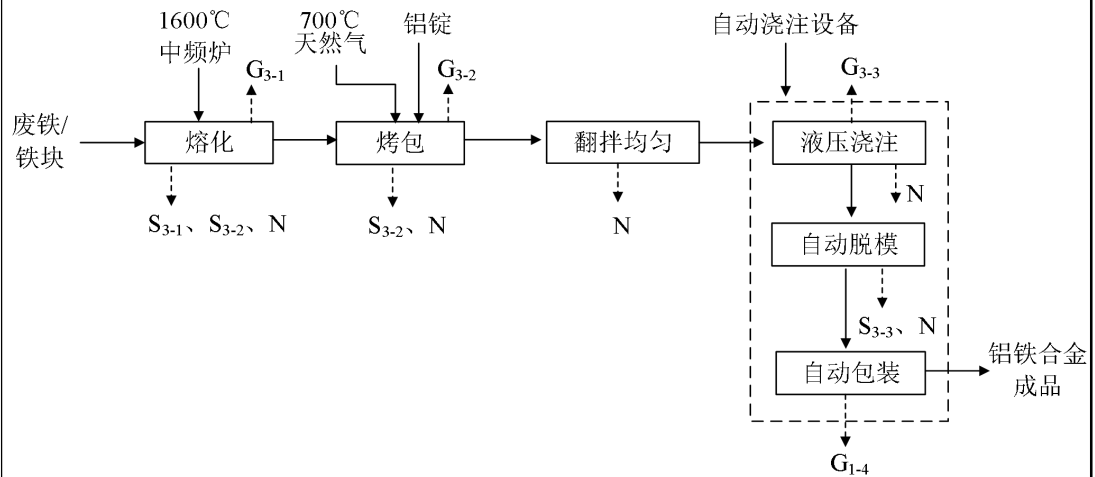 1600℃
中频炉
700℃
天然气
铝锭
自动浇注设备
G3-1
G3-2
G3-3
废铁/
铁块
熔化
烤包
翻拌均匀
液压浇注
S3-1、S3-2、N
S3-2、N
N
N
自动脱模
S3-3、N
自动包装
铝铁合金
成品
G1-4